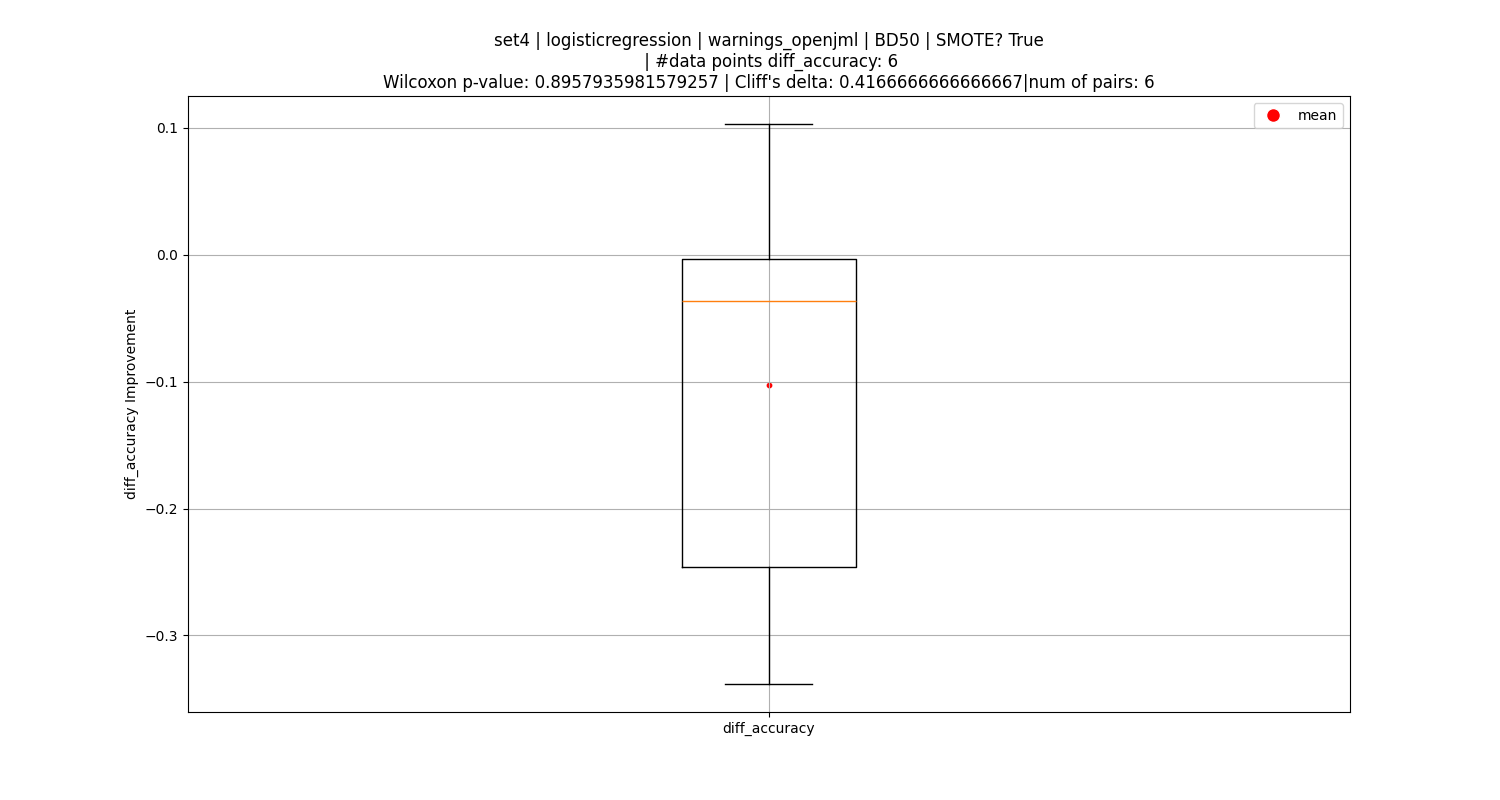 set4 | logisticregression | warnings_openjml | BD50 | SMOTE? True
| #data points diff_accuracy: 6
Wilcoxon p-value: 0.8957935981579257 | Cliff's delta: 0.4166666666666667|num of pairs: 6
mean
0.1
0.0
−0.1
−0.2
−0.3
diff_accuracy Improvement
diff_accuracy